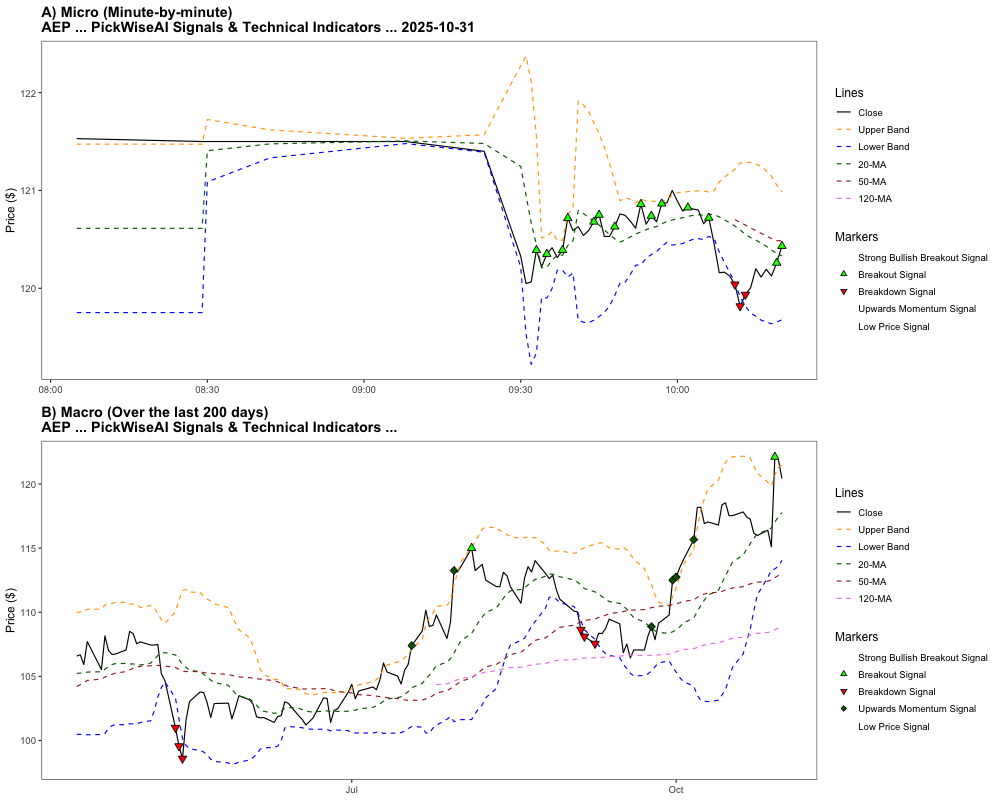 A) Micro (Minute-by-minute)
AEP ... PickWiseAI Signals & Technical Indicators ... 2025-10-31
Price ($)
122
121
120
08:00
08:30
09:00
09:30
10:00
Lines
Close
Upper Band
Lower Band
20-MA
50-MA
120-MA
Markers
Strong Bullish Breakout Signal
Breakout Signal
Breakdown Signal
Upwards Momentum Signal
Low Price Signal
B) Macro (Over the last 200 days)
AEP ... PickWiseAI Signals & Technical Indicators ...
Price ($)
120
115
110
105
100
Jul
Oct
Lines
Close
Upper Band
Lower Band
20-MA
50-MA
120-MA
Markers
Strong Bullish Breakout Signal
Breakout Signal
Breakdown Signal
Upwards Momentum Signal
Low Price Signal